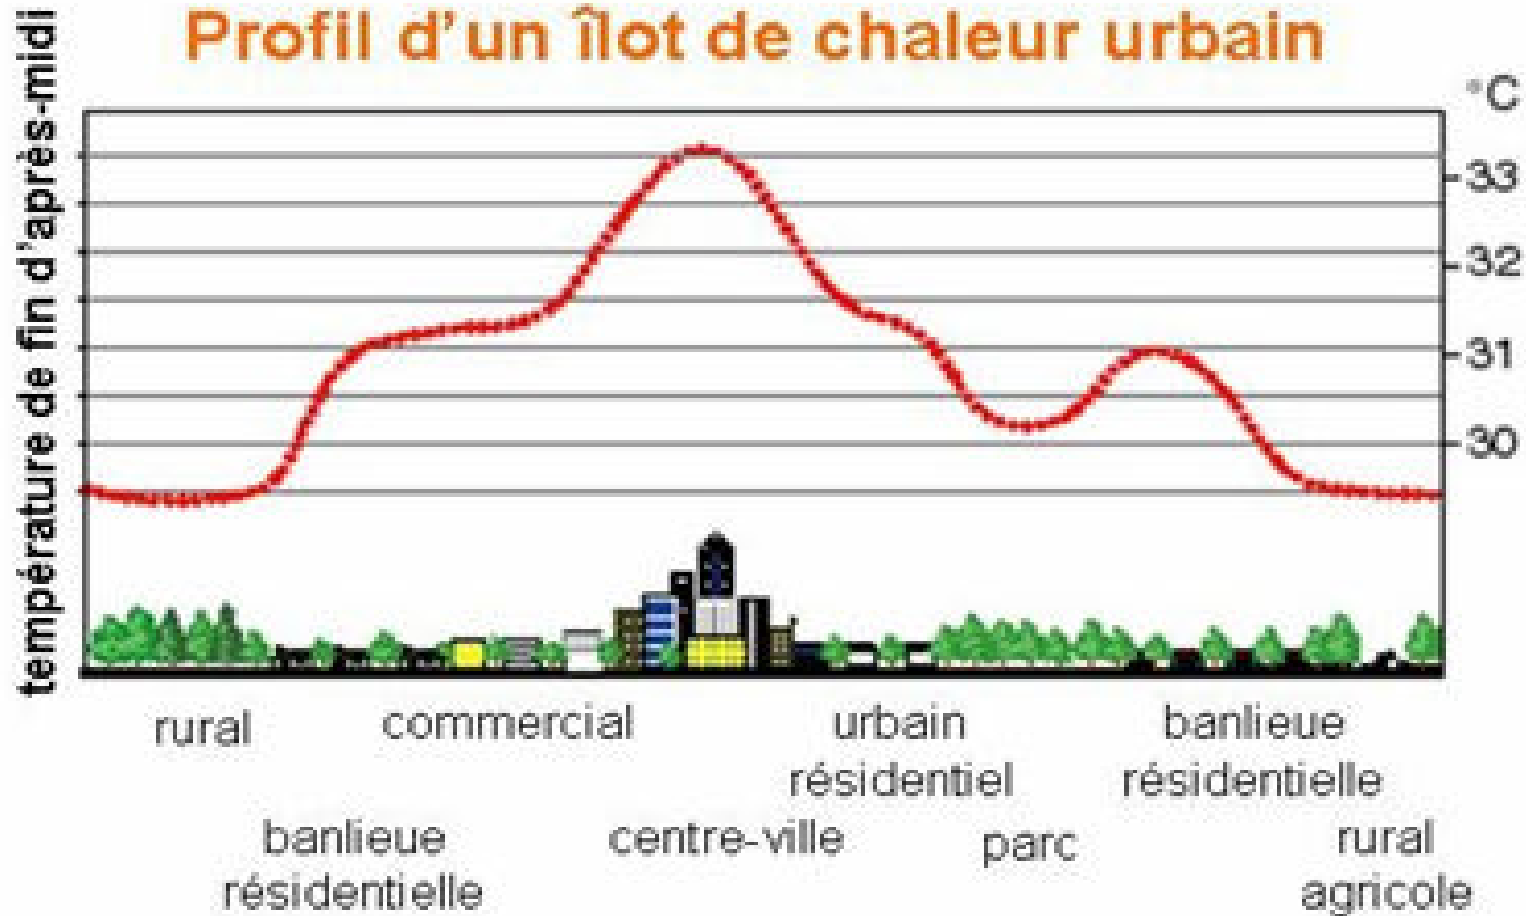 Profil d'un îlot de chaleur urbain
température de fin d'après-midi
°C
33
32
31
30
rural
commercial
urbain
résidentiel
banlieue
résidentielle
banlieue
résidentielle
centre-ville
parc
rural
agricole